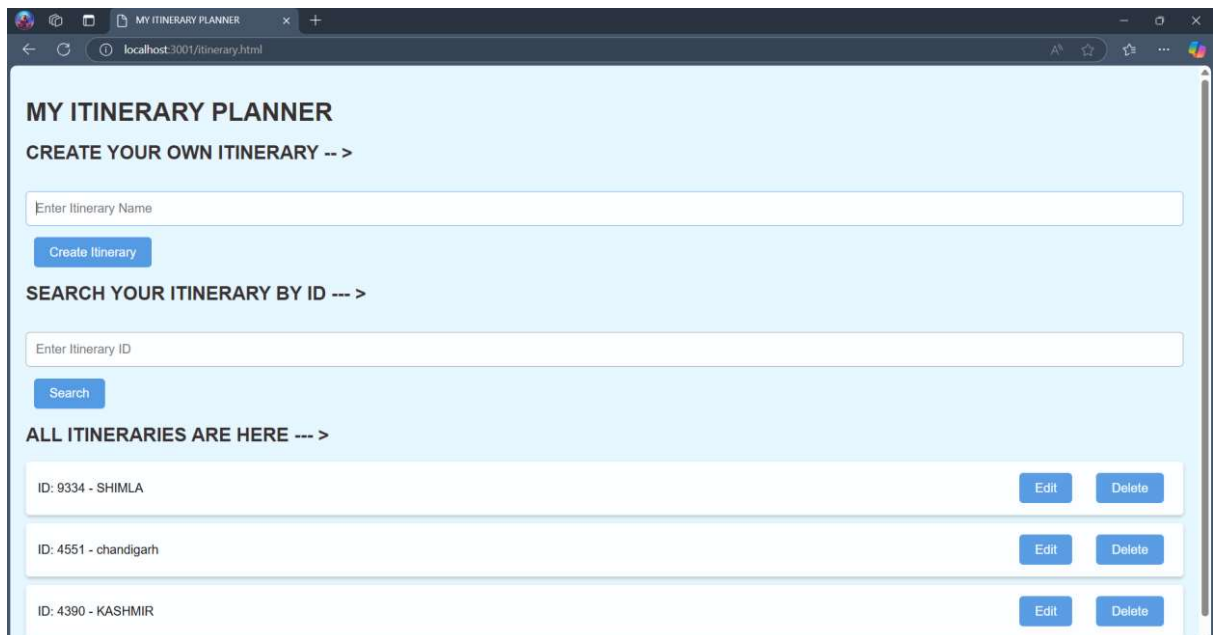 MY ITINERARY PLANNER
localhost:3001/itinerary.html
MY ITINERARY PLANNER
CREATE YOUR OWN ITINERARY -- >
Enter Itinerary Name
Create Itinerary
SEARCH YOUR ITINERARY BY ID --- >
Enter Itinerary ID
Search
ALL ITINERARIES ARE HERE --- >
ID: 9334 - SHIMLA Edit Delete
ID: 4551 - chandigarh Edit Delete
ID: 4390 - KASHMIR Edit Delete